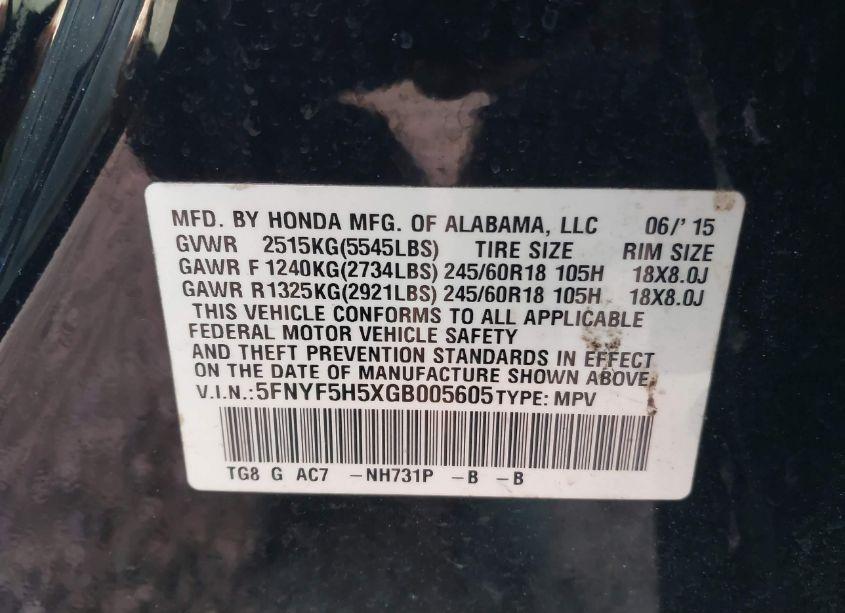 MFD. BY HONDA MFG. OF ALABAMA, LLC 06/' 15
GVWR 2515KG(5545LBS) TIRE SIZE RIM SIZE
GAWR F 1240KG(2734LBS) 245/60R18 105H 18X8.0J
GAWR R1325KG(2921LBS) 245/60R18 105H 18X8.0J
THIS VEHICLE CONFORMS TO ALL APPLICABLE
FEDERAL MOTOR VEHICLE SAFETY
AND THEFT PREVENTION STANDARDS IN EFFECT
ON THE DATE OF MANUFACTURE SHOWN ABOVE.
V.I.N.:5FNYF5H5XGB005605 TYPE: MPV
TG8 G AC7 -NH731P -B -B